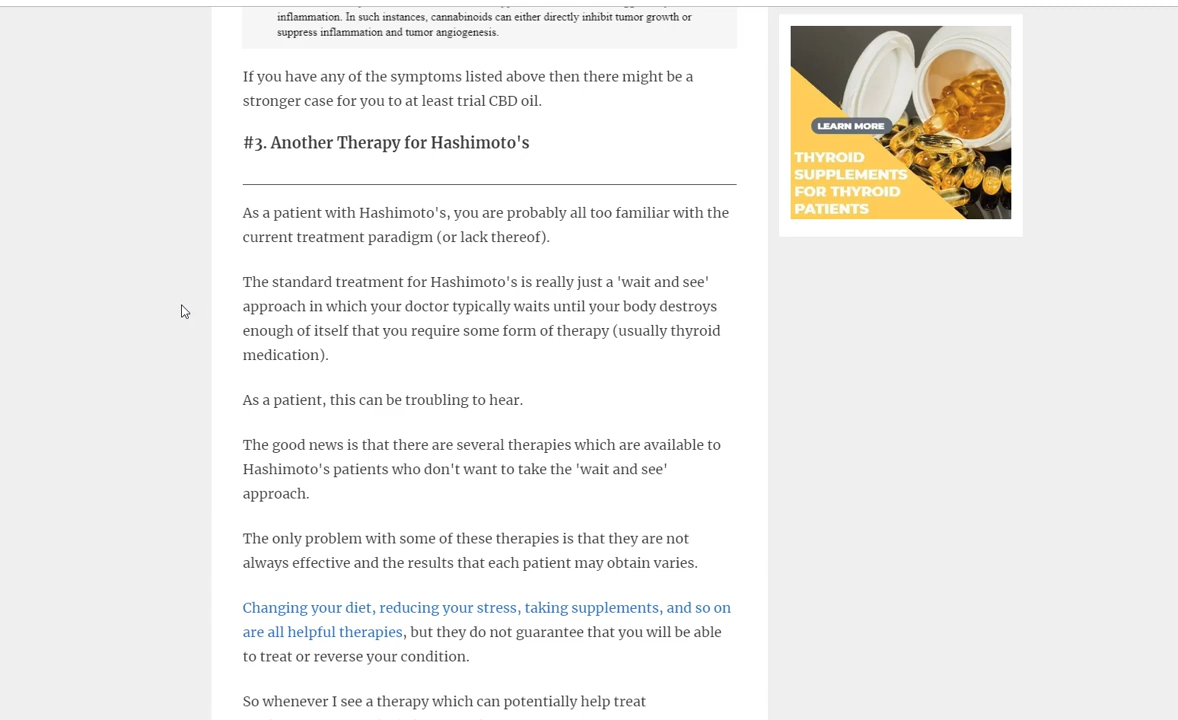 inflammation. In such instances, cannabinoids can either directly inhibit tumor growth or
suppress inflammation and tumor angiogenesis.
If you have any of the symptoms listed above then there might be a
stronger case for you to at least trial CBD oil.
#3. Another Therapy for Hashimoto's
As a patient with Hashimoto's, you are probably all too familiar with the
current treatment paradigm (or lack thereof).
The standard treatment for Hashimoto's is really just a 'wait and see'
approach in which your doctor typically waits until your body destroys
enough of itself that you require some form of therapy (usually thyroid
medication).
As a patient, this can be troubling to hear.
The good news is that there are several therapies which are available to
Hashimoto's patients who don't want to take the 'wait and see'
approach.
The only problem with some of these therapies is that they are not
always effective and the results that each patient may obtain varies.
Changing your diet, reducing your stress, taking supplements, and so on
are all helpful therapies, but they do not guarantee that you will be able
to treat or reverse your condition.
So whenever I see a therapy which can potentially help treat
LEARN MORE
THYROID
SUPPLEMENTS
FOR THYROID
PATIENTS